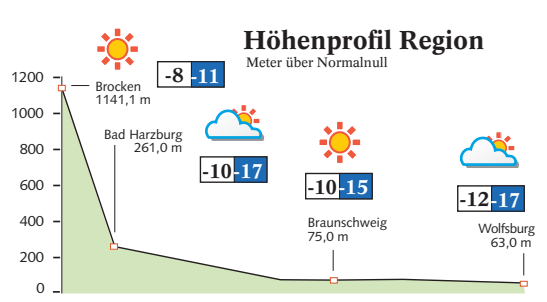 Höhenprofil Region
Meter über Normalnull
1200
1000
800
600
400
200
0
Brocken
1141,1 m
-8 -11
Bad Harzburg
261,0 m
-10 -17
-10 -15
Braunschweig
75,0 m
-12 -17
Wolfsburg
63,0 m